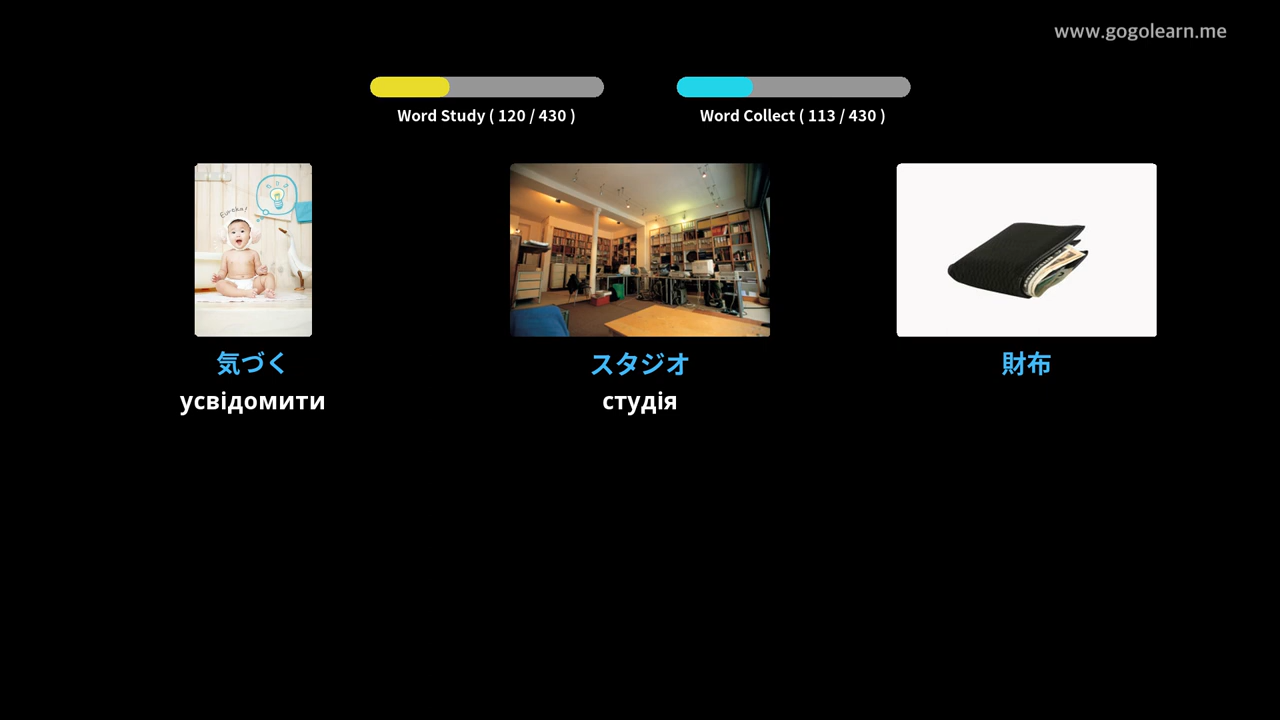 www.gogolearn.me
Word Study ( 120 / 430 )
Word Collect ( 113 / 430 )
Eureka!
気づく
スタジオ
財布
усвідомити
студія